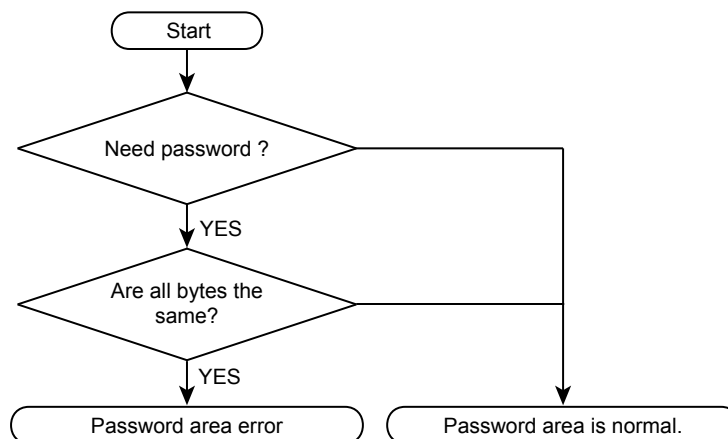 Start
Need password ?
YES
Are all bytes the
same?
YES
Password area error
Password area is normal.